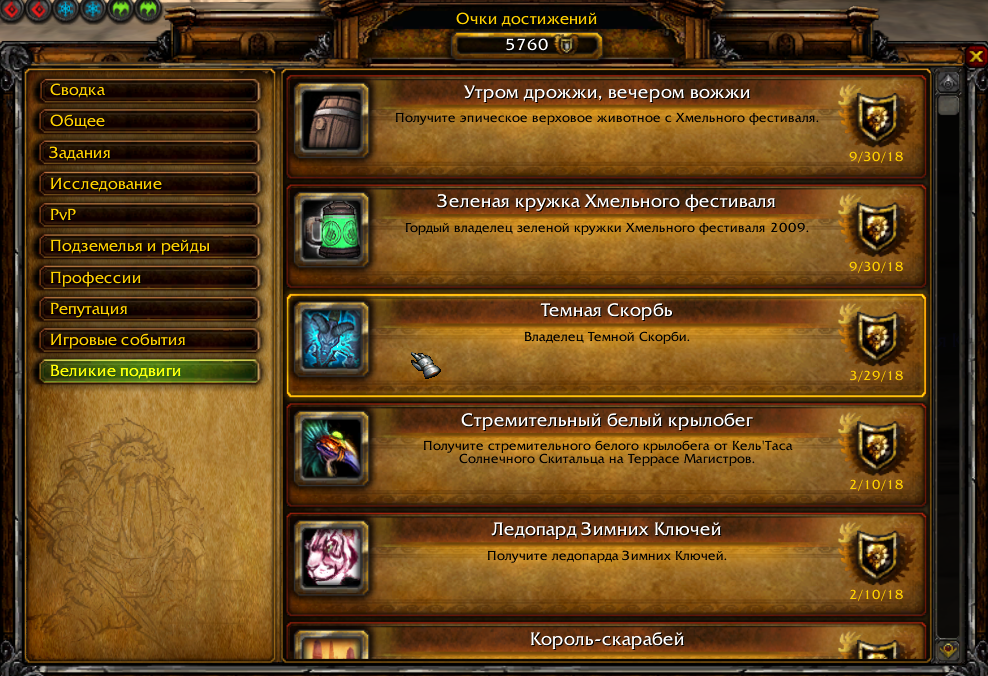 Очки достижений
5760
Сводка
Общее
Задания
Исследование
PvP
Подземелья и рейды
Профессии
Репутация
Игровые события
Великие подвиги
Утром дрожжи, вечером вожжи
Получите эпическое верховое животное с Хмельного фестиваля.
9/30/18
Зеленая кружка Хмельного фестиваля
Гордый владелец зеленой кружки Хмельного фестиваля 2009.
9/30/18
Темная Скорбь
Владелец Темной Скорби.
3/29/18
Стремительный белый крылобег
Получите стремительного белого крылобега от Кель'Таса
Солнечного Скитальца на Террасе Магистров.
2/10/18
Ледопард Зимних Ключей
Получите ледопарда Зимних Ключей.
2/10/18
Король-скарабей